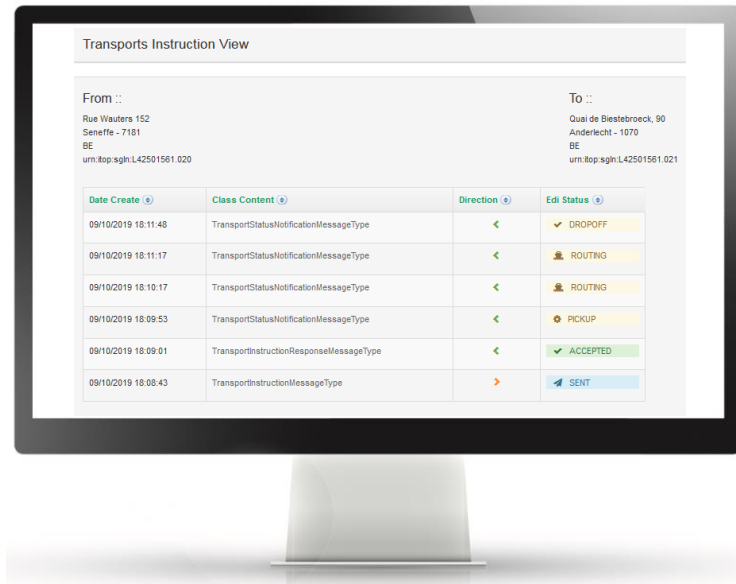 Transports Instruction View
From ::
Rue Wauters 152
Seneffe - 7181
BE
urn:itop:sgln:L42501561.020
To ::
Quai de Biestebroeck, 90
Anderlecht - 1070
BE
urn:itop:sgln:L42501561.021
Date Create Class Content Direction Edi Status
09/10/2019 18:11:48 TransportStatusNotificationMessageType DROPOFF
09/10/2019 18:11:17 TransportStatusNotificationMessageType ROUTING
09/10/2019 18:10:17 TransportStatusNotificationMessageType ROUTING
09/10/2019 18:09:53 TransportStatusNotificationMessageType PICKUP
09/10/2019 18:09:01 TransportInstructionResponseMessageType ACCEPTED
09/10/2019 18:08:43 TransportInstructionMessageType SENT